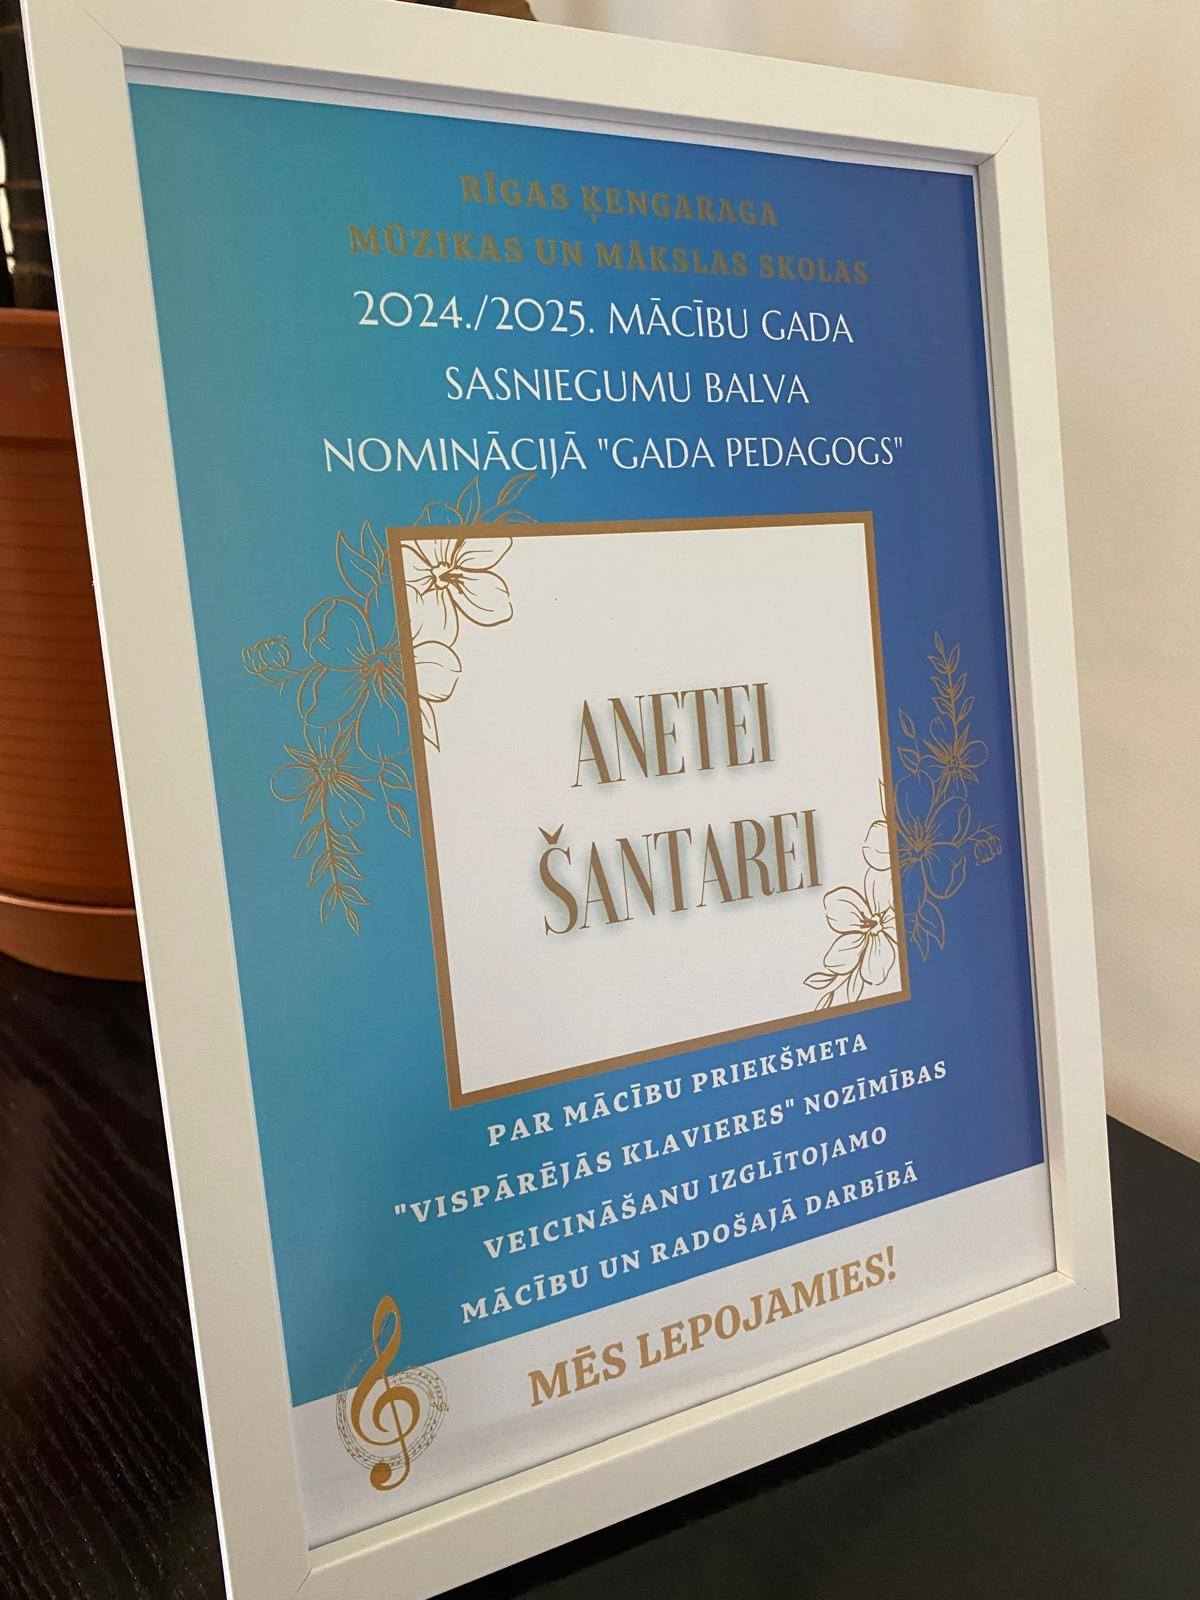 RĪGAS ĶENGARAGA
MŪZIKAS UN MĀKSLAS SKOLAS
2024./2025. MĀCĪBU GADA
SASNIEGUMU BALVA
NOMINĀCIJĀ "GADA PEDAGOGS"
ANETEI
ŠANTAREI
PAR MĀCĪBU PRIEKŠMETA
"VISPĀRĒJĀS KLAVIERES" NOZĪMĪBAS
VEICINĀŠANU IZGLĪTOJAMO
MĀCĪBU UN RADOŠAJĀ DARBĪBĀ
MĒS LEPOJAMIES!